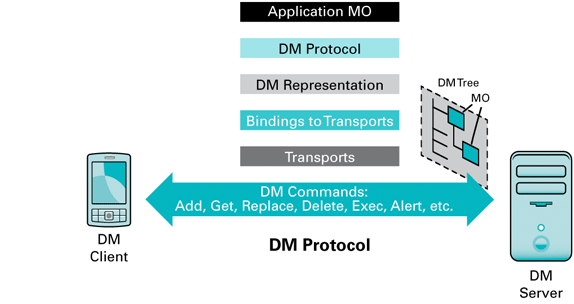 Application MO
DM Protocol
DM Representation
Bindings to Transports
Transports
DM Tree
MO
DM Commands:
Add, Get, Replace, Delete, Exec, Alert, etc.
DM
Client
DM Protocol
DM
Server